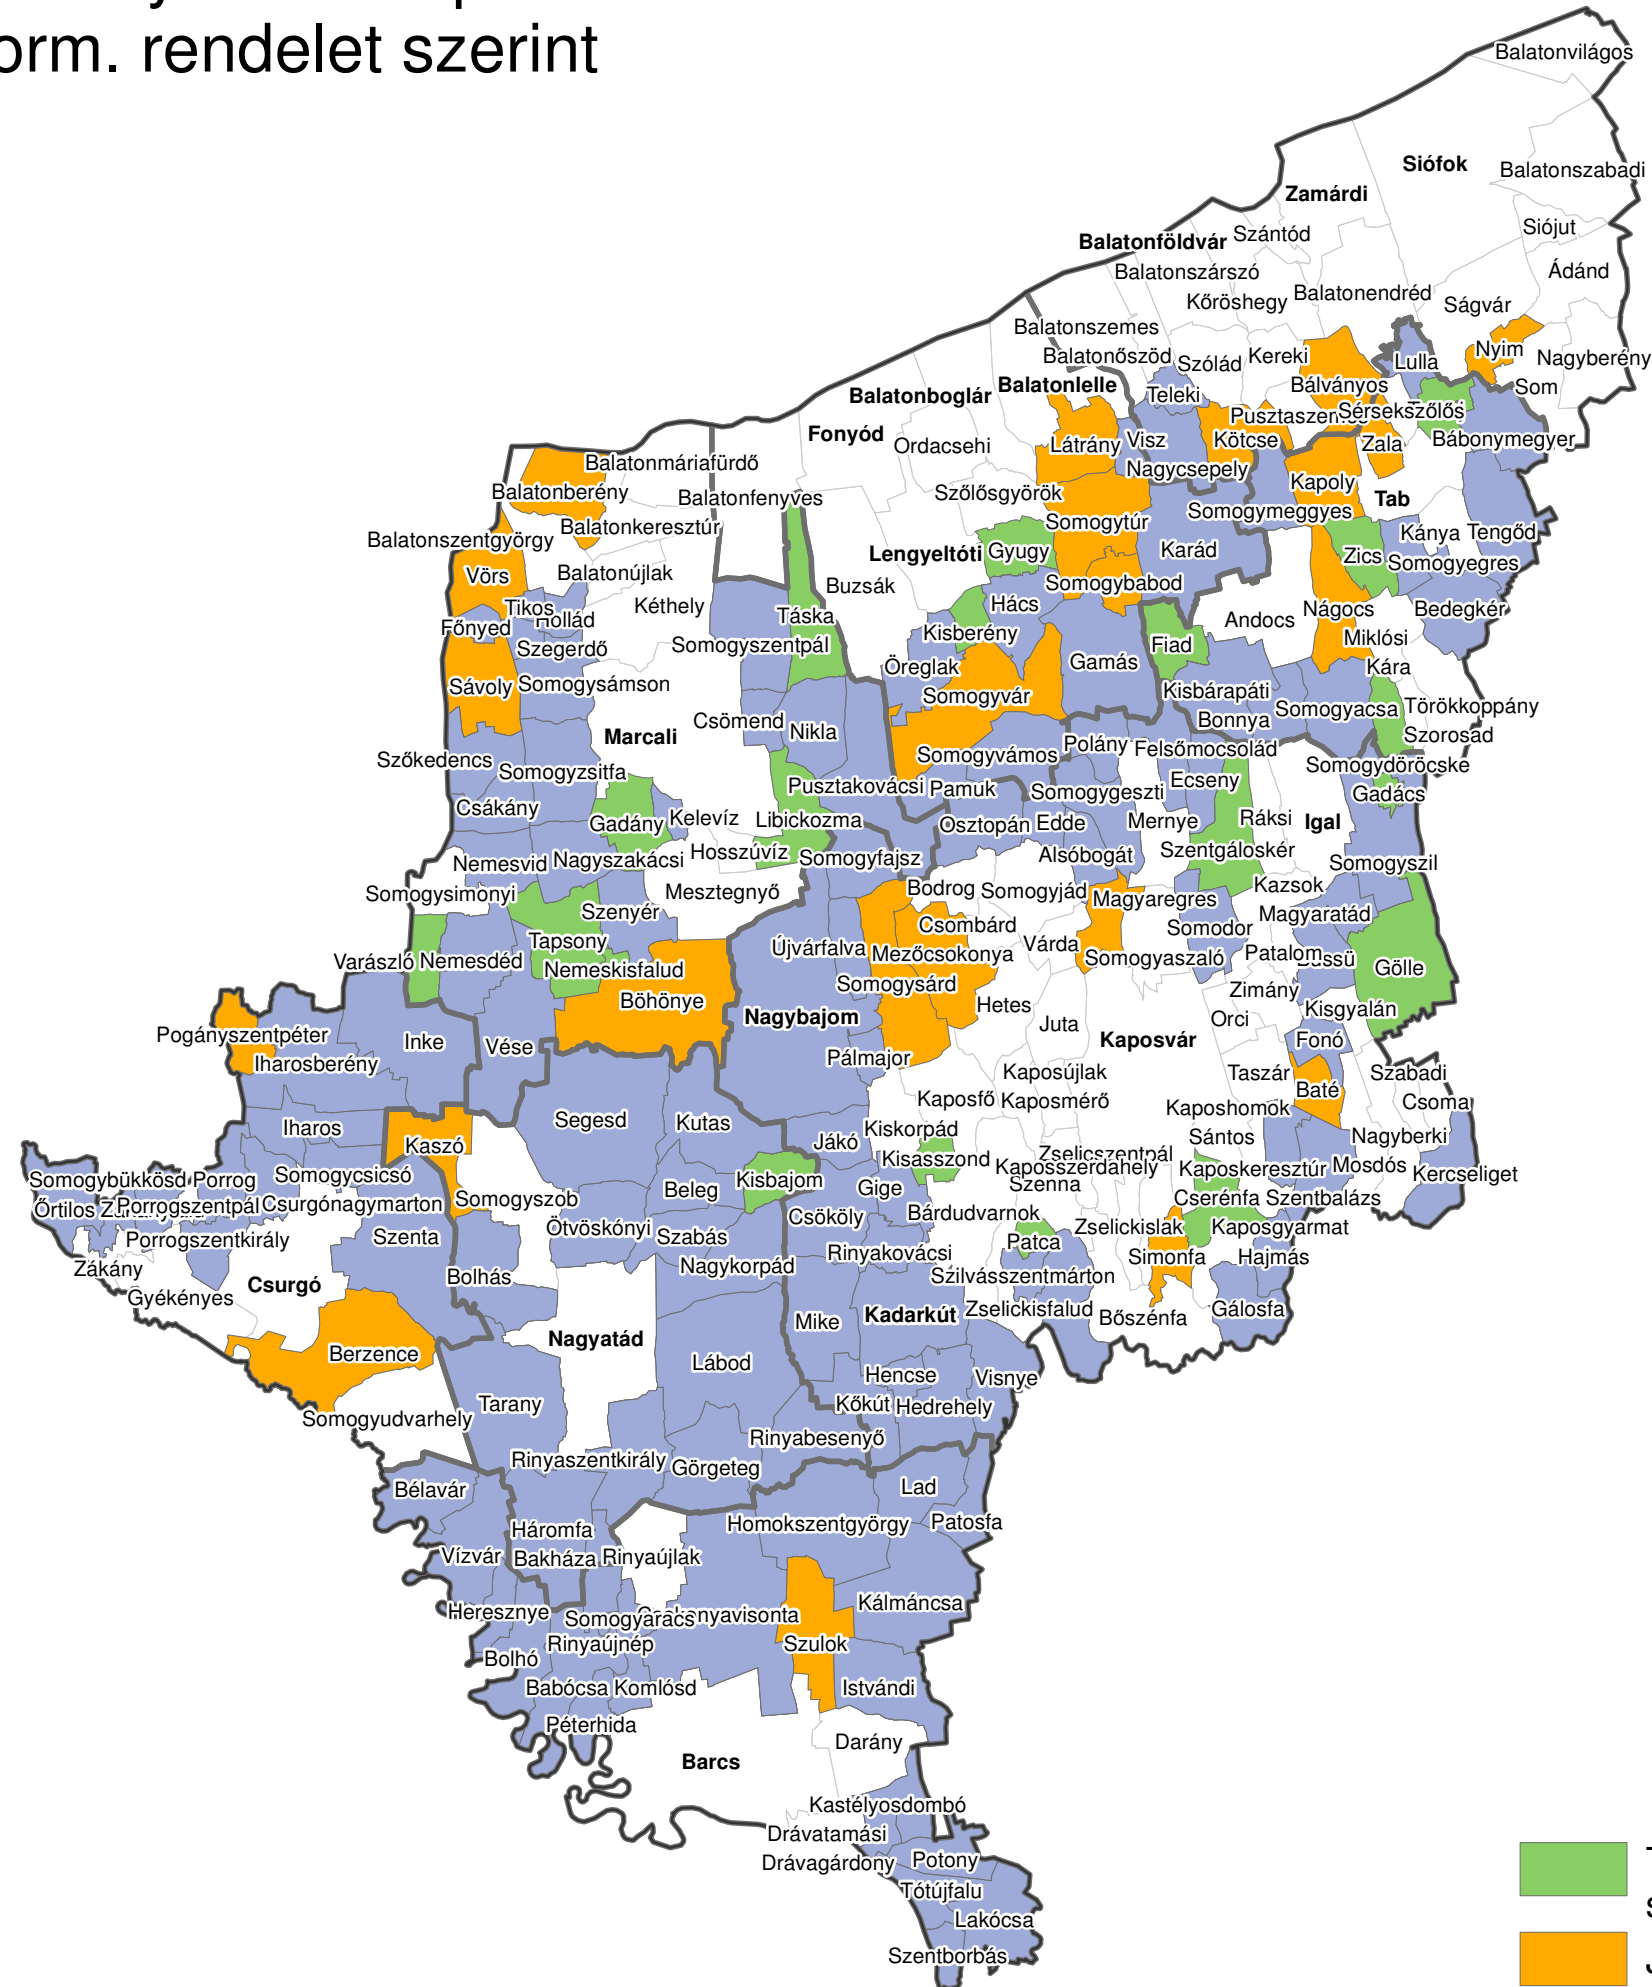 orm. rendelet szerint
Balatonvilágos
Siófok
Balatonszabadi
Zamárdi
Siójut
Szántód
Balatonföldvár
Ádánd
Balatonszárszó
Balatonendréd
Kőröshegy
Ságvár
Balatonszemes
Nyim
Balatonőszöd
Kereki
Nagyberény
Szólád
Lulla
Balatonlelle
Bálványos
Som
Balatonboglár
Teleki
Sérsekszőlős
Fonyód
Kötcse
Bábonymegyer
Ordacsehi
Látrány
Visz
Zala
Balatonmáriafürdő
Nagycsepely
Kapoly
Balatonberény
Balatonfenyves
Szőlősgyörök
Tab
Somogymeggyes
Balatonkeresztúr
Somogytúr
Kánya
Tengőd
Balatonszentgyörgy
Lengyeltóti
Gyugy
Karád
Zics
Somogyegres
Vörs
Balatonújlak
Buzsák
Somogybabod
Tikos
Hollád
Kéthely
Táska
Hács
Andocs
Nágocs
Bedegkér
Főnyed
Kisberény
Miklósi
Szegerdő
Somogyszentpál
Fiad
Öreglak
Gamás
Kára
Sávoly
Somogysámson
Somogyvár
Kisbárapáti
Törökkoppány
Csömend
Nikla
Bonnya
Somogyacsa
Szorosad
Marcali
Somogyvámos
Polány
Felsőmocsolád
Szőkedencs
Somogyzsitfa
Somogydöröcske
Pusztakovácsi
Pamuk
Somogygeszti
Ecseny
Gadács
Csákány
Gadány
Kelevíz
Libickozma
Osztopán
Edde
Mernye
Ráksi
Igal
Nemesvid
Nagyszakácsi
Hosszúvíz
Somogyfajsz
Alsóbogát
Szentgáloskér
Somogyszil
Somogysimonyi
Mesztegnyő
Bodrog
Somogyjád
Magyaregres
Kazsok
Szenyér
Csombárd
Somodor
Magyaratád
Tapsony
Újvárfalva
Mezőcsokonya
Várda
Somogyaszaló
Patalom
Varászló
Nemesdéd
Nemeskisfalud
Somogysárd
Gölle
Böhönye
Hetes
Zimány
Nagybajom
Juta
Orci
Kisgyalán
Pogányszentpéter
Inke
Vése
Kaposvár
Fonó
Iharosberény
Pálmajor
Kaposújlak
Taszár
Baté
Szabadi
Kaposfő
Kaposmérő
Kaposhomok
Csoma
Iharos
Segesd
Kutas
Kiskorpád
Sántos
Nagyberki
Kaszó
Jákó
Kisasszond
Zselicszentpál
Somogybükkösd
Porrog
Somogycsicsó
Kisbajom
Kaposszerdahely
Kaposkeresztúr
Mosdós
Kercseliget
Szenna
Beleg
Gige
Cserénfa
Szentbalázs
Őrtilos
Porrogszentpál
Csurgónagymarton
Somogyszob
Csököly
Bárdudvarnok
Zselickislak
Kaposgyarmat
Ötvöskónyi
Szabás
Porrogszentkirály
Szenta
Patca
Simonfa
Hajmás
Rinyakovácsi
Nagykorpád
Zákány
Bolhás
Szilvásszentmárton
Csurgó
Gyékényes
Kadarkút
Zselickisfalud
Bőszénfa
Gálosfa
Nagyatád
Mike
Berzence
Lábod
Hencse
Visnye
Tarany
Kőkút
Hedrehely
Somogyudvarhely
Rinyabesenyő
Rinyaszentkirály
Görgeteg
Bélavár
Lad
Homokszentgyörgy
Patosfa
Háromfa
Vízvár
Bakháza
Rinyaújlak
Kálmáncsa
Heresznye
Somogyaracs
Rinyaújnép
Szulok
Bolhó
Babócsa
Komlósd
Istvándi
Péterhida
Darány
Barcs
Kastélyosdombó
Drávatamási
Drávagárdony
Potony
Tótújfalu
Lakócsa
Szentborbás